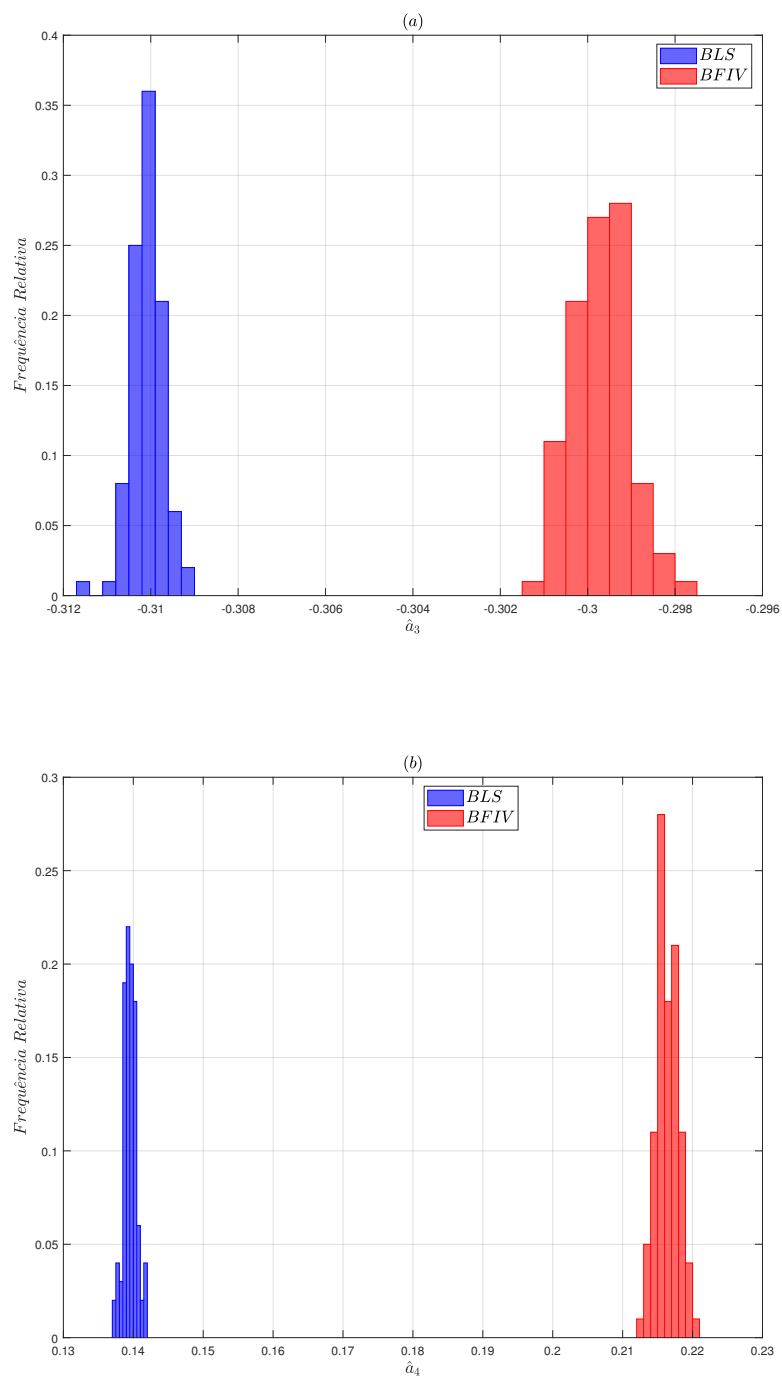 (a)
BLS
BFIV
Frequência Relativa
0.4
0.35
0.3
0.25
0.2
0.15
0.1
0.05
0
-0.312 -0.31 -0.308 -0.306 -0.304 -0.302 -0.3 -0.298 -0.296
â₃
(b)
BLS
BFIV
Frequência Relativa
0.3
0.25
0.2
0.15
0.1
0.05
0
0.13 0.14 0.15 0.16 0.17 0.18 0.19 0.2 0.21 0.22 0.23
â₄